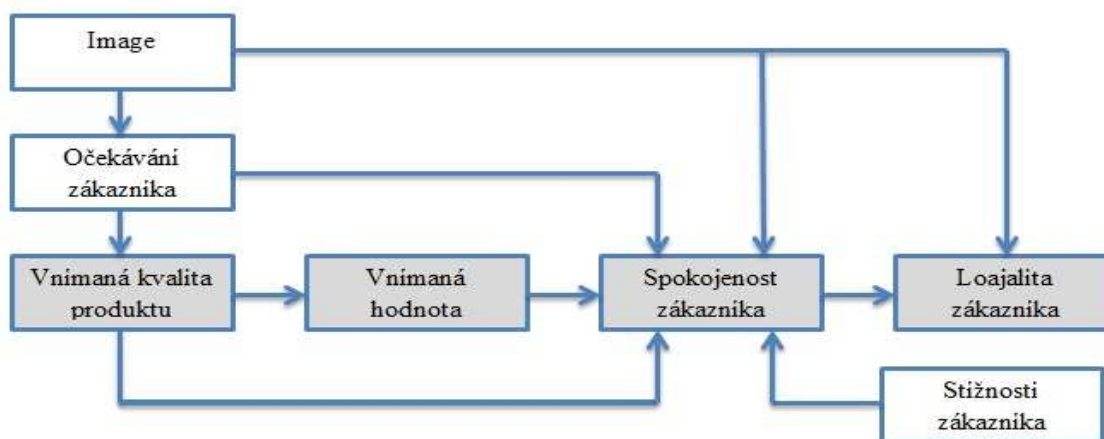 Image
Očekávání
zákazníka
Vnímaná kvalita
produktu
Vnímaná
hodnota
Spokojenost
zákazníka
Loajalita
zákazníka
Stížnosti
zákazníka